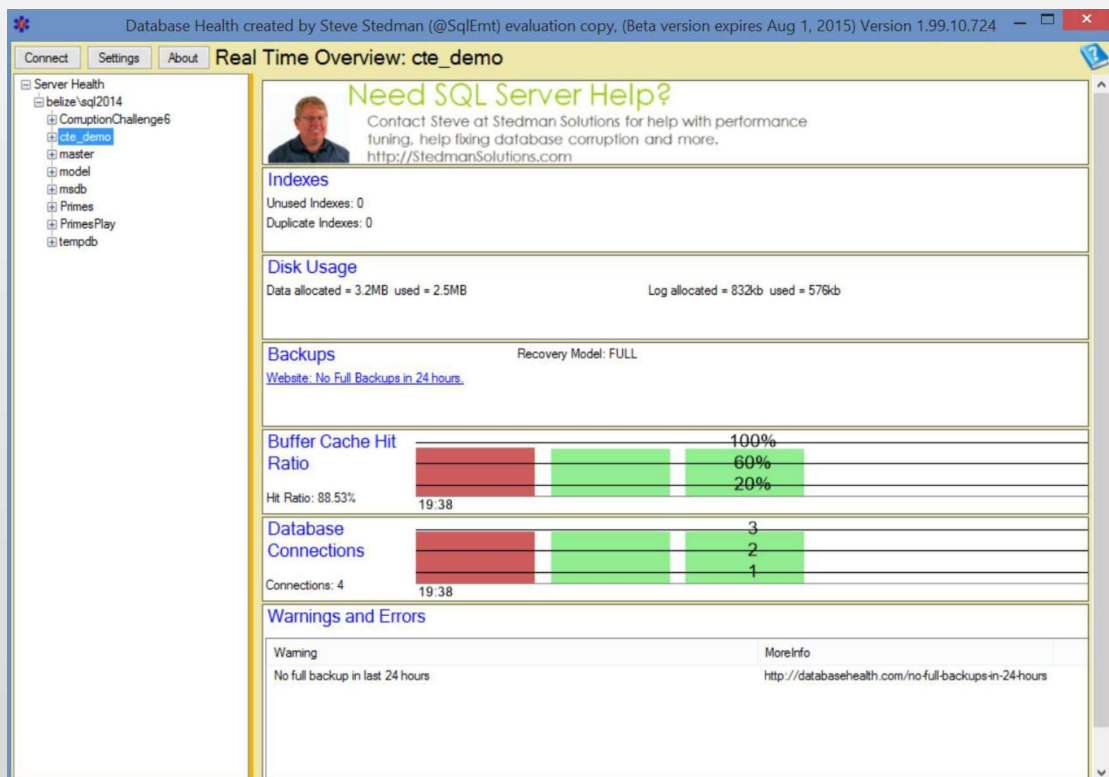 Database Health created by Steve Stedman (@SqlEmt) evaluation copy, (Beta version expires Aug 1, 2015) Version 1.99.10.724
Connect Settings About Real Time Overview: cte_demo
Server Health
belize\sql2014
CorruptionChallenge6
cte_demo
master
model
msdb
Primes
PrimesPlay
tempdb
Need SQL Server Help?
Contact Steve at Stedman Solutions for help with performance
tuning, help fixing database corruption and more.
http://StedmanSolutions.com
Indexes
Unused Indexes: 0
Duplicate Indexes: 0
Disk Usage
Data allocated = 3.2MB used = 2.5MB Log allocated = 832kb used = 576kb
Backups Recovery Model: FULL
Website: No Full Backups in 24 hours.
Buffer Cache Hit
Ratio
Hit Ratio: 88.53%
100%
60%
20%
19:38
Database
Connections
Connections: 4
3
2
1
19:38
Warnings and Errors
Warning MoreInfo
No full backup in last 24 hours http://databasehealth.com/no-full-backups-in-24-hours